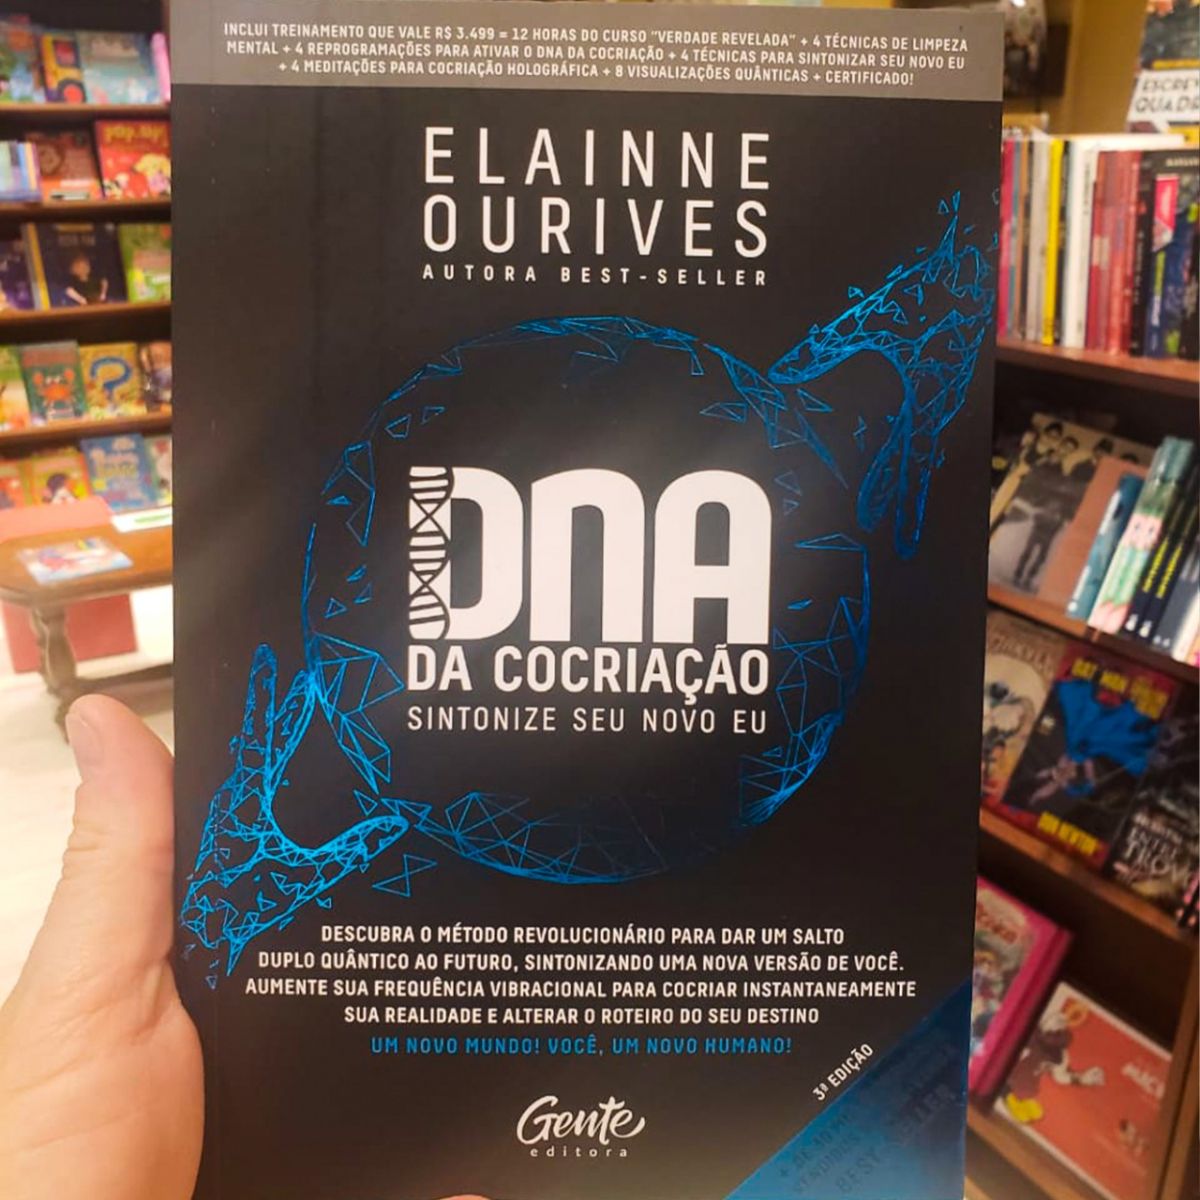 INCLUI TREINAMENTO QUE VALE R$ 3.499 = 12 HORAS DO CURSO "VERDADE REVELADA" + 4 TÉCNICAS DE LIMPEZA
MENTAL + 4 REPROGRAMAÇÕES PARA ATIVAR O DNA DA COCRIAÇÃO + 4 TÉCNICAS PARA SINTONIZAR SEU NOVO EU
+ 4 MEDITAÇÕES PARA COCRIAÇÃO HOLOGRÁFICA + 8 VISUALIZAÇÕES QUÂNTICAS + CERTIFICADO!
ELAINNE
OURIVES
AUTORA BEST-SELLER
DNA
DA COCRIAÇÃO
SINTONIZE SEU NOVO EU
DESCUBRA O MÉTODO REVOLUCIONÁRIO PARA DAR UM SALTO
DUPLO QUÂNTICO AO FUTURO, SINTONIZANDO UMA NOVA VERSÃO DE VOCÊ.
AUMENTE SUA FREQUÊNCIA VIBRACIONAL PARA COCRIAR INSTANTANEAMENTE
SUA REALIDADE E ALTERAR O ROTEIRO DO SEU DESTINO
UM NOVO MUNDO! VOCÊ, UM NOVO HUMANO!
3ª EDIÇÃO
Gente
editora